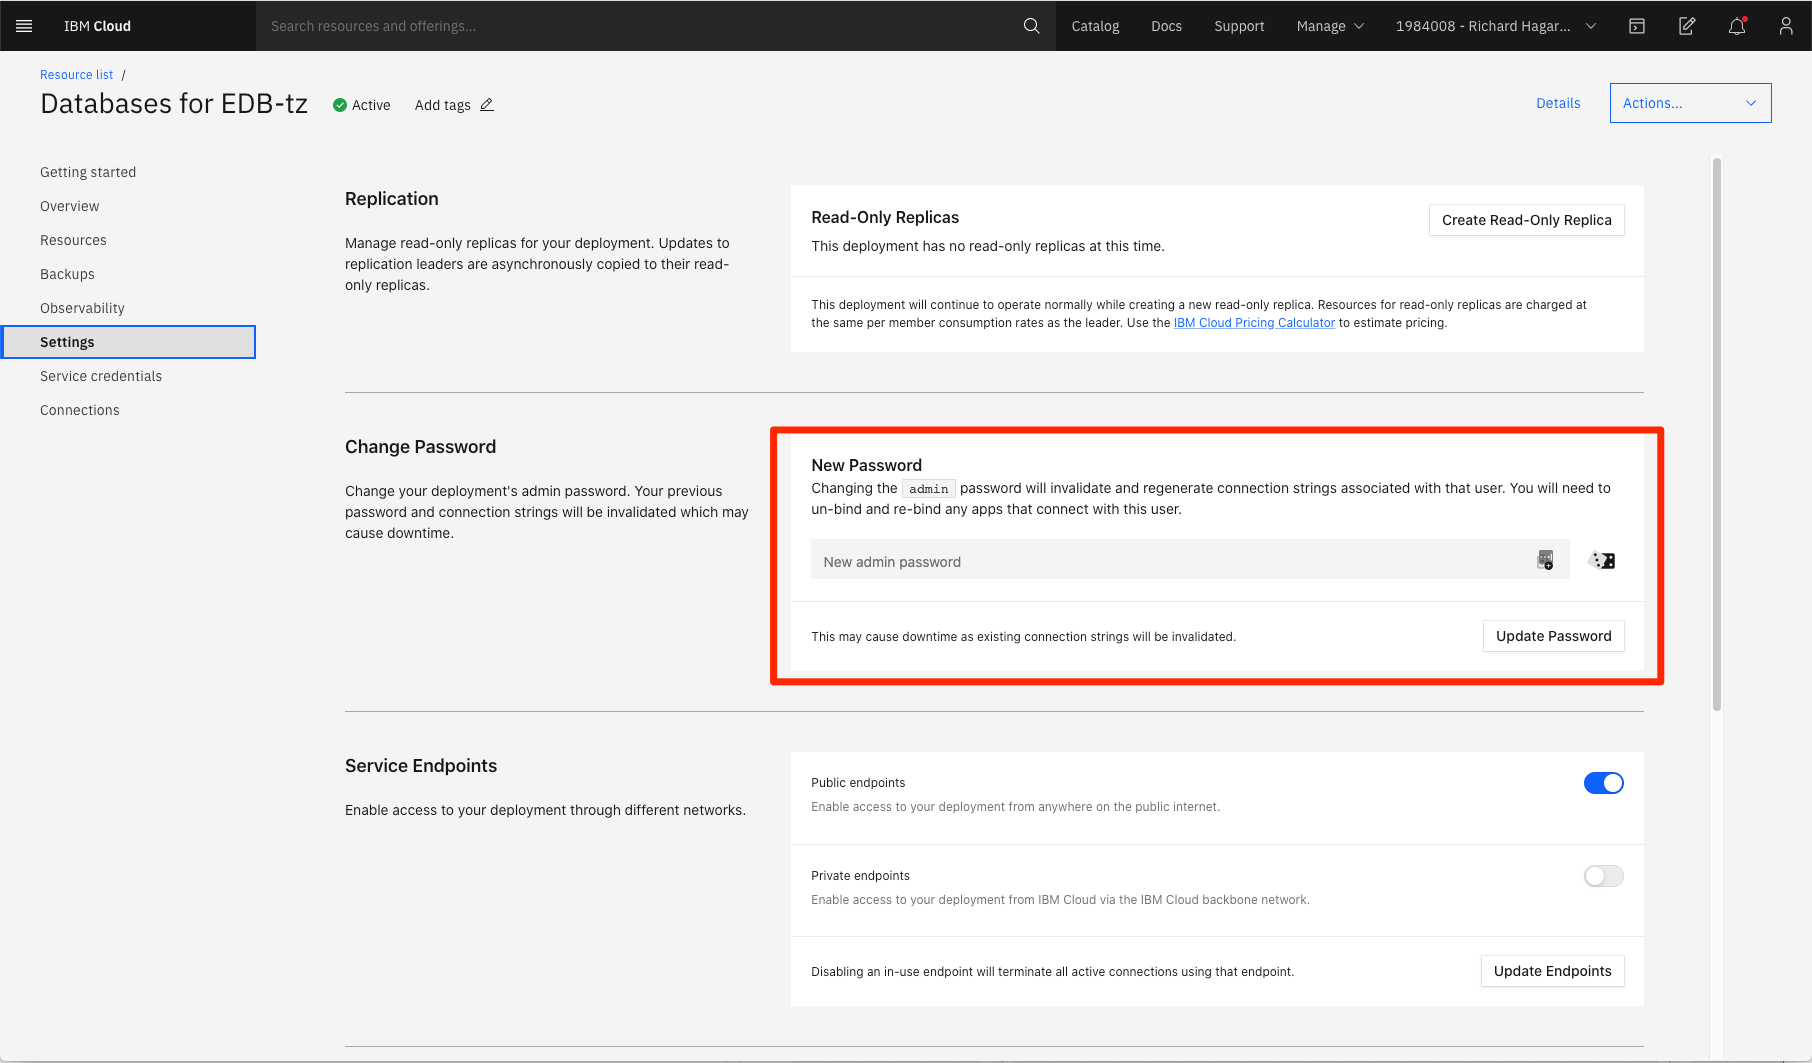 IBM Cloud
Search resources and offerings...
Catalog
Docs
Support
Manage
1984008 - Richard Hagar...
Resource list /
Databases for EDB-tz
Active
Add tags
Details
Actions...
Getting started
Overview
Resources
Backups
Observability
Settings
Service credentials
Connections
Replication
Manage read-only replicas for your deployment. Updates to
replication leaders are asynchronously copied to their read-
only replicas.
Read-Only Replicas
This deployment has no read-only replicas at this time.
Create Read-Only Replica
This deployment will continue to operate normally while creating a new read-only replica. Resources for read-only replicas are charged at
the same per member consumption rates as the leader. Use the IBM Cloud Pricing Calculator to estimate pricing.
Change Password
Change your deployment's admin password. Your previous
password and connection strings will be invalidated which may
cause downtime.
New Password
Changing the admin password will invalidate and regenerate connection strings associated with that user. You will need to
un-bind and re-bind any apps that connect with this user.
New admin password
This may cause downtime as existing connection strings will be invalidated.
Update Password
Service Endpoints
Enable access to your deployment through different networks.
Public endpoints
Enable access to your deployment from anywhere on the public internet.
Private endpoints
Enable access to your deployment from IBM Cloud via the IBM Cloud backbone network.
Disabling an in-use endpoint will terminate all active connections using that endpoint.
Update Endpoints